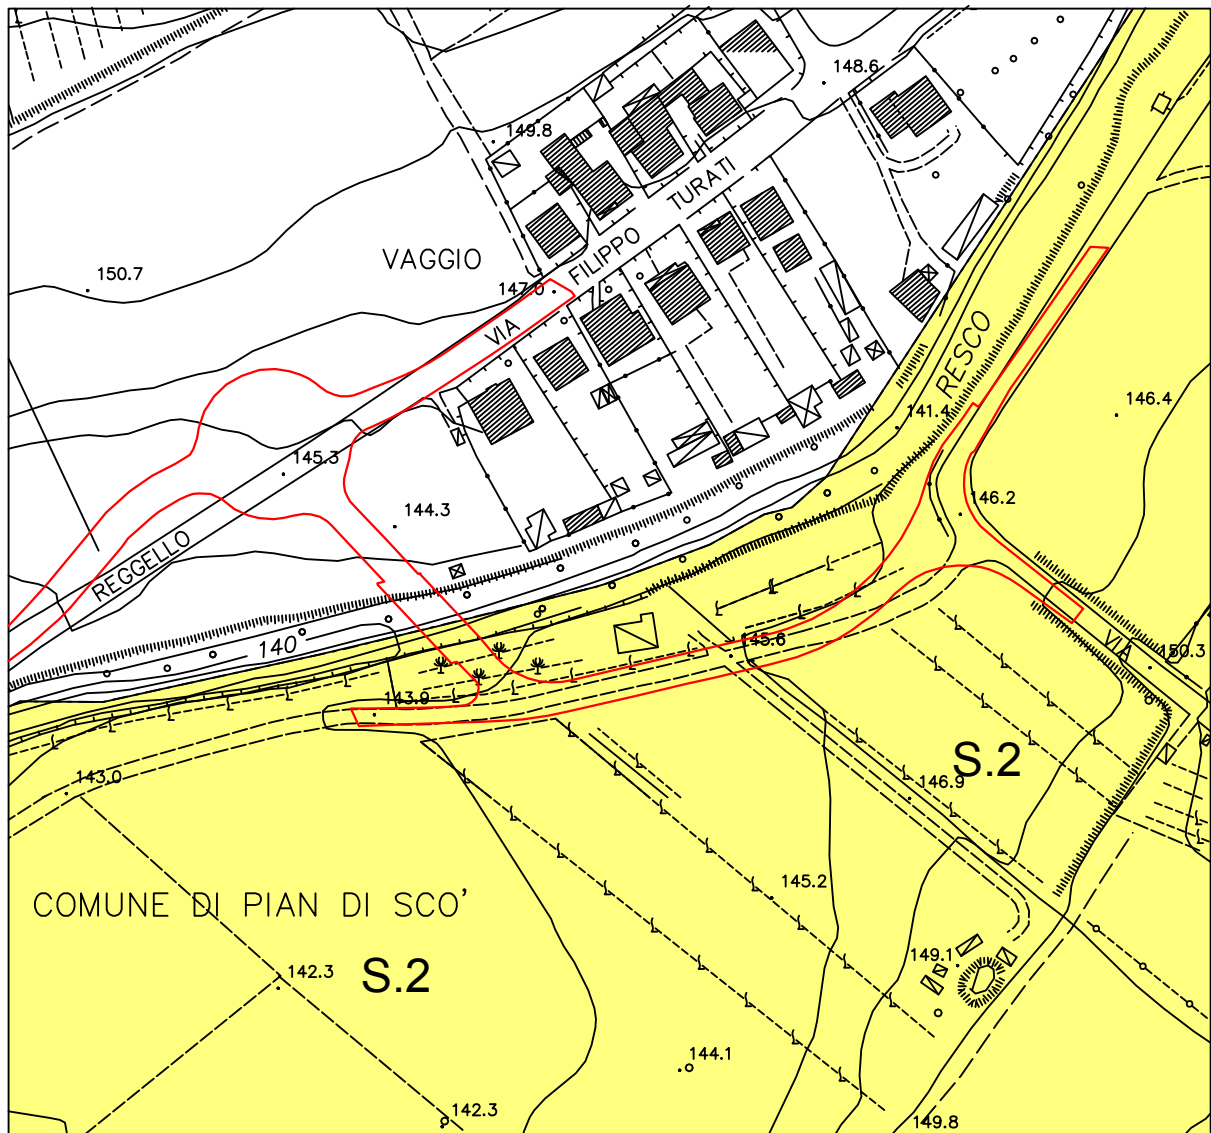 148.6
149.8
TURATI
VAGGIO
FILIPPO
150.7
147.0
VIA
RESCO
146.4
141.4
145.3
146.2
144.3
REGGELLO
140
145.6
VIA
150.3
143.9
S.2
143.0
146.9
145.2
COMUNE DI PIAN DI SCO'
149.1
142.3
S.2
144.1
142.3
149.8